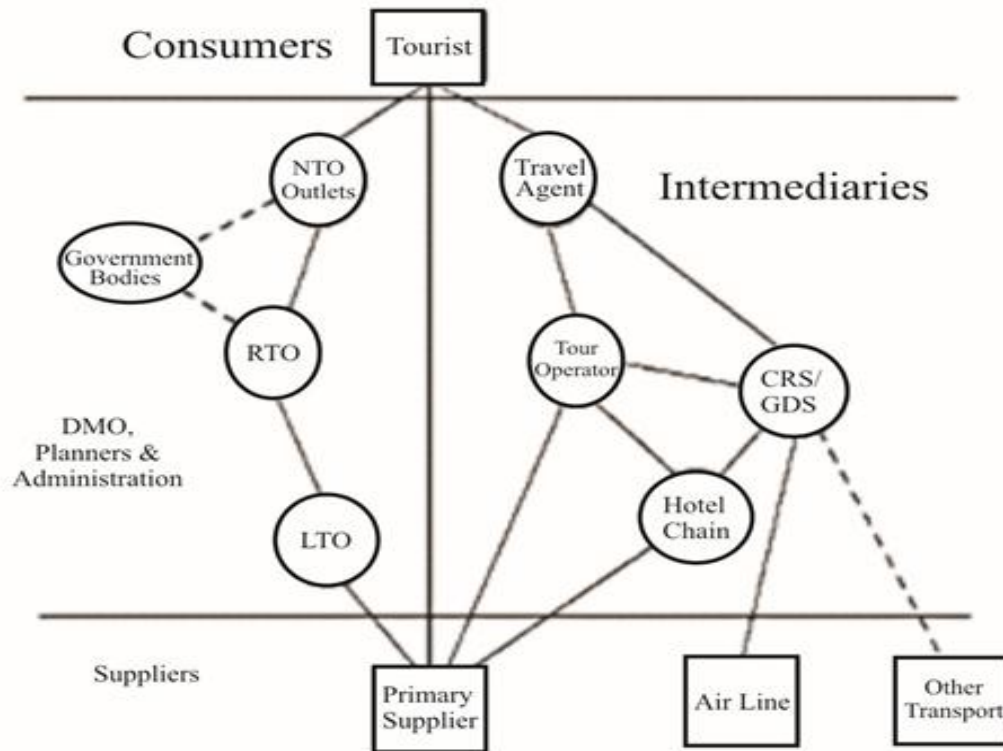 Consumers
Tourist
NTO
Outlets
Travel
Agent
Intermediaries
Government
Bodies
RTO
Tour
Operator
CRS/
GDS
DMO,
Planners &
Administration
LTO
Hotel
Chain
Suppliers
Primary
Supplier
Air Line
Other
Transport